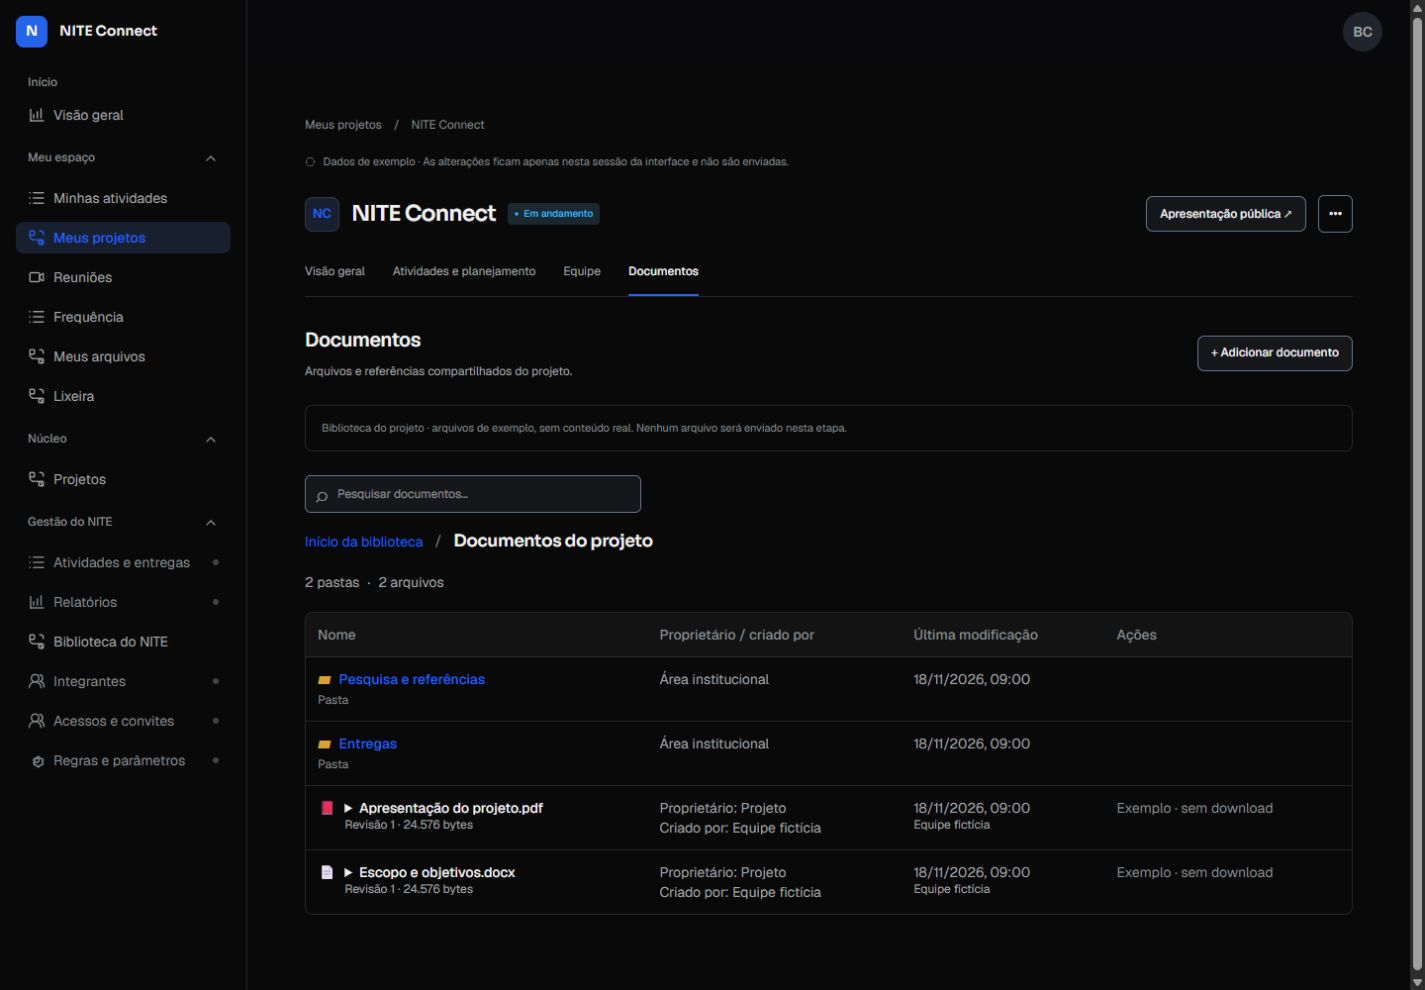 N NITE Connect
BC
Início
Visão geral
Meu espaço
Minhas atividades
Meus projetos
Reuniões
Frequência
Meus arquivos
Lixeira
Núcleo
Projetos
Gestão do NITE
Atividades e entregas
Relatórios
Biblioteca do NITE
Integrantes
Acessos e convites
Regras e parâmetros
Meus projetos / NITE Connect
Dados de exemplo · As alterações ficam apenas nesta sessão da interface e não são enviadas.
NC NITE Connect • Em andamento
Apresentação pública ↗ •••
Visão geral Atividades e planejamento Equipe Documentos
Documentos
Arquivos e referências compartilhados do projeto.
+ Adicionar documento
Biblioteca do projeto · arquivos de exemplo, sem conteúdo real. Nenhum arquivo será enviado nesta etapa.
Pesquisar documentos...
Início da biblioteca / Documentos do projeto
2 pastas · 2 arquivos
Nome Proprietário / criado por Última modificação Ações
Pesquisa e referências Área institucional 18/11/2026, 09:00
Pasta
Entregas Área institucional 18/11/2026, 09:00
Pasta
▶ Apresentação do projeto.pdf Proprietário: Projeto 18/11/2026, 09:00 Exemplo · sem download
Revisão 1 · 24.576 bytes Criado por: Equipe fictícia Equipe fictícia
▶ Escopo e objetivos.docx Proprietário: Projeto 18/11/2026, 09:00 Exemplo · sem download
Revisão 1 · 24.576 bytes Criado por: Equipe fictícia Equipe fictícia